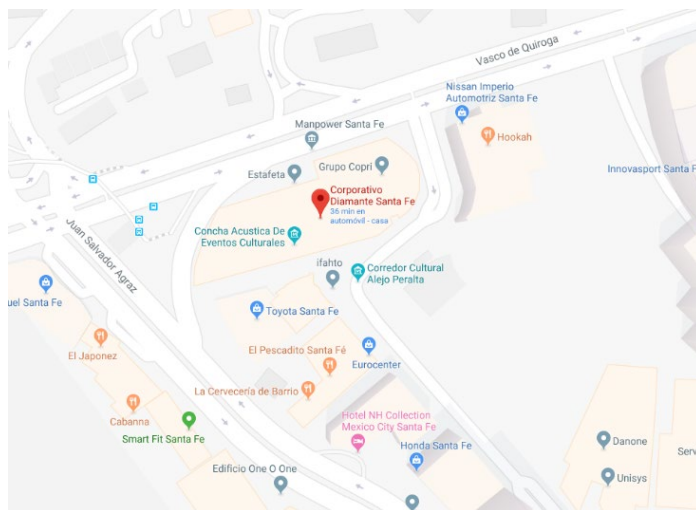 Vasco de Quiroga
Nissan Imperio
Automotriz Santa Fe
Manpower Santa Fe
Hookah
Grupo Copri
Estafeta
Innovasport Santa F
Corporativo
Diamante Santa Fe
36 min en
automóvil - casa
Juan Salvador Agraz
Concha Acustica De
Eventos Culturales
ifahto
Corredor Cultural
Alejo Peralta
uel Santa Fe
Toyota Santa Fe
El Japonez
El Pescadito Santa Fé
Eurocenter
La Cervecería de Barrio
Cabanna
Hotel NH Collection
Mexico City Santa Fe
Smart Fit Santa Fe
Honda Santa Fe
Danone
Serv
Edificio One O One
Unisys